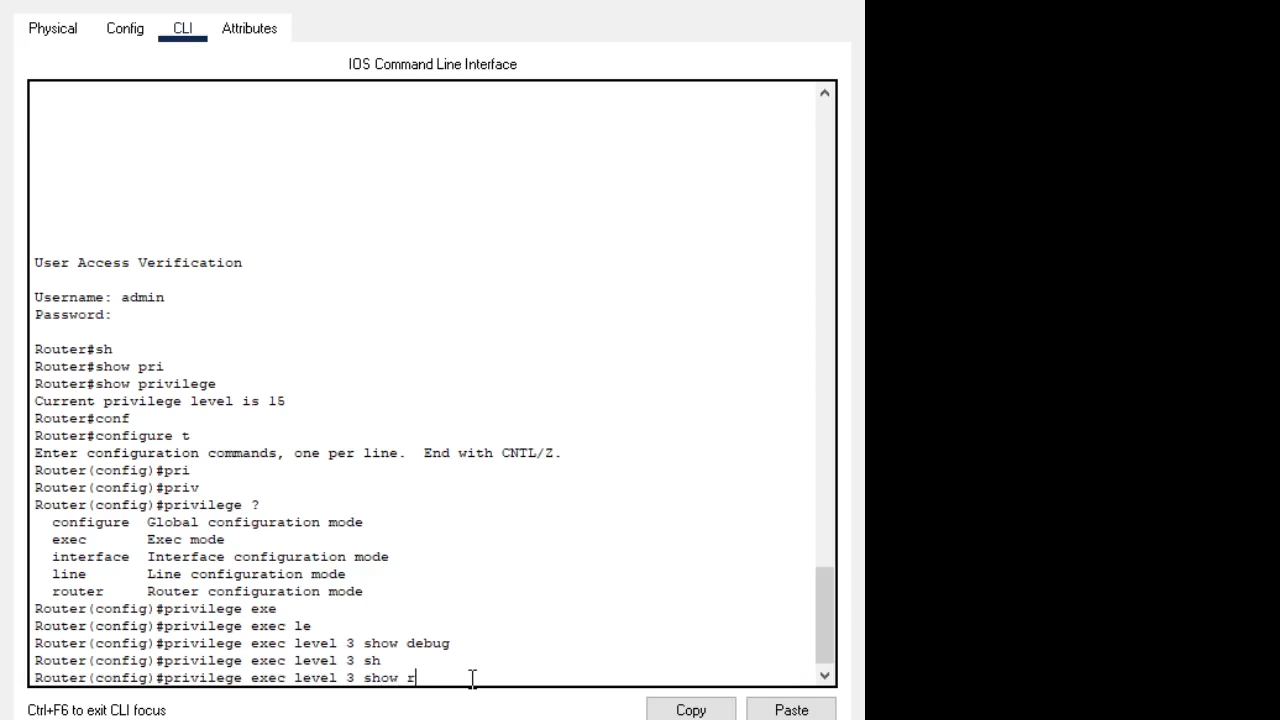 Physical Config CLI Attributes
IOS Command Line Interface
User Access Verification
Username: admin
Password:
Router#sh
Router#show pri
Router#show privilege
Current privilege level is 15
Router#conf
Router#configure t
Enter configuration commands, one per line.  End with CNTL/Z.
Router(config)#pri
Router(config)#priv
Router(config)#privilege ?
configure  Global configuration mode
exec       Exec mode
interface  Interface configuration mode
line       Line configuration mode
router     Router configuration mode
Router(config)#privilege exe
Router(config)#privilege exec le
Router(config)#privilege exec level 3 show debug
Router(config)#privilege exec level 3 sh
Router(config)#privilege exec level 3 show r
Ctrl+F6 to exit CLI focus Copy Paste